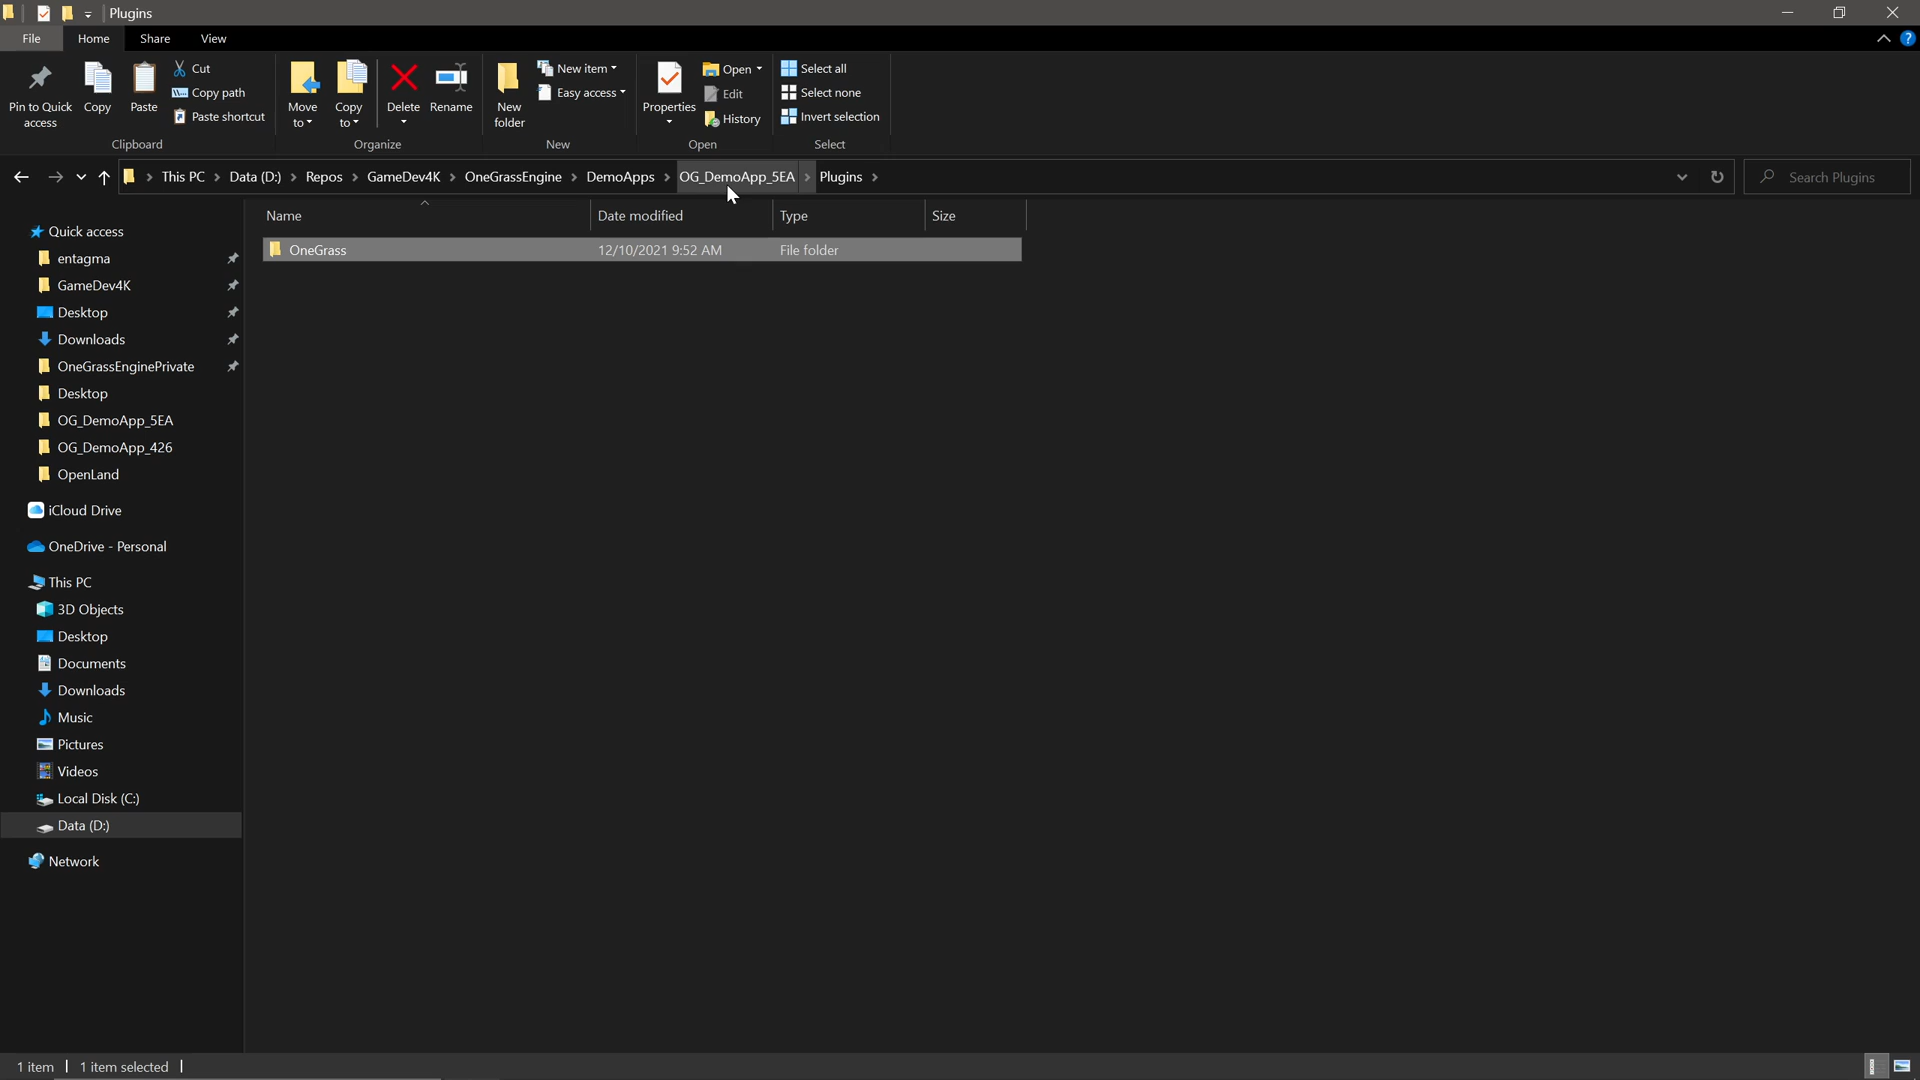 Plugins
File Home Share View
Pin to Quick access
Copy
Paste
Cut
Copy path
Paste shortcut
Clipboard
Move to
Copy to
Delete
Rename
Organize
New folder
New item
Easy access
New
Properties
Open
Edit
History
Open
Select all
Select none
Invert selection
Select
This PC > Data (D:) > Repos > GameDev4K > OneGrassEngine > DemoApps > OG_DemoApp_5EA > Plugins >
Search Plugins
Name Date modified Type Size
OneGrass 12/10/2021 9:52 AM File folder
Quick access
entagma
GameDev4K
Desktop
Downloads
OneGrassEnginePrivate
Desktop
OG_DemoApp_5EA
OG_DemoApp_426
OpenLand
iCloud Drive
OneDrive - Personal
This PC
3D Objects
Desktop
Documents
Downloads
Music
Pictures
Videos
Local Disk (C:)
Data (D:)
Network
1 item 1 item selected